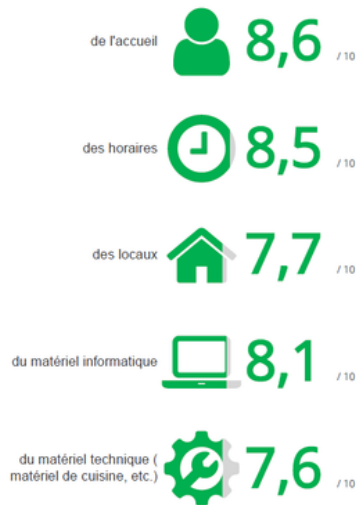 de l'accueil 8,6 / 10
des horaires 8,5 / 10
des locaux 7,7 / 10
du matériel informatique 8,1 / 10
du matériel technique (
matériel de cuisine, etc.) 7,6 / 10